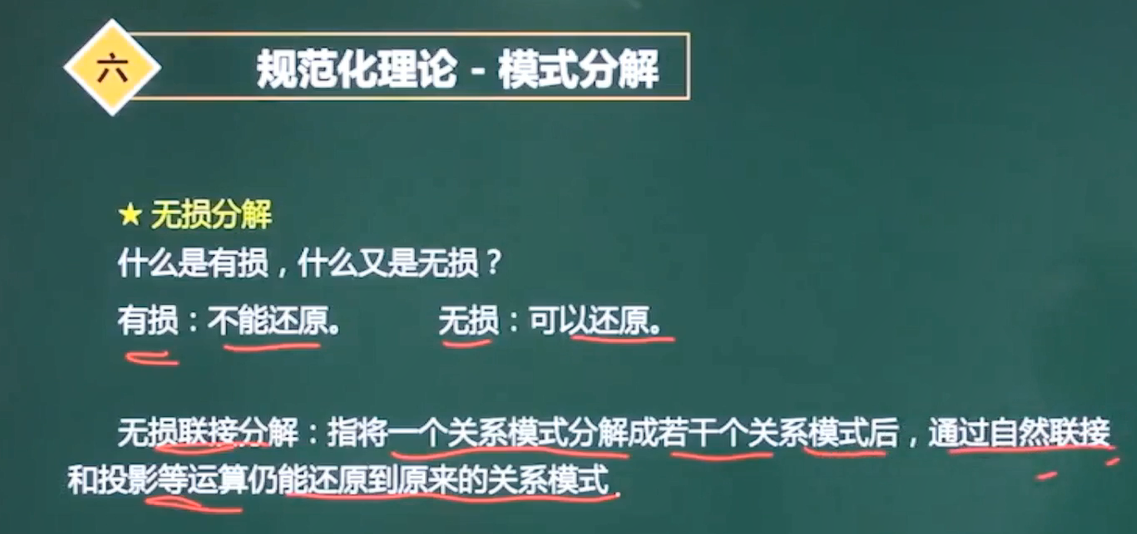 六
规范化理论 - 模式分解
★ 无损分解
什么是有损，什么又是无损？
有损：不能还原。 无损：可以还原。
无损联接分解：指将一个关系模式分解成若干个关系模式后，通过自然联接
和投影等运算仍能还原到原来的关系模式.